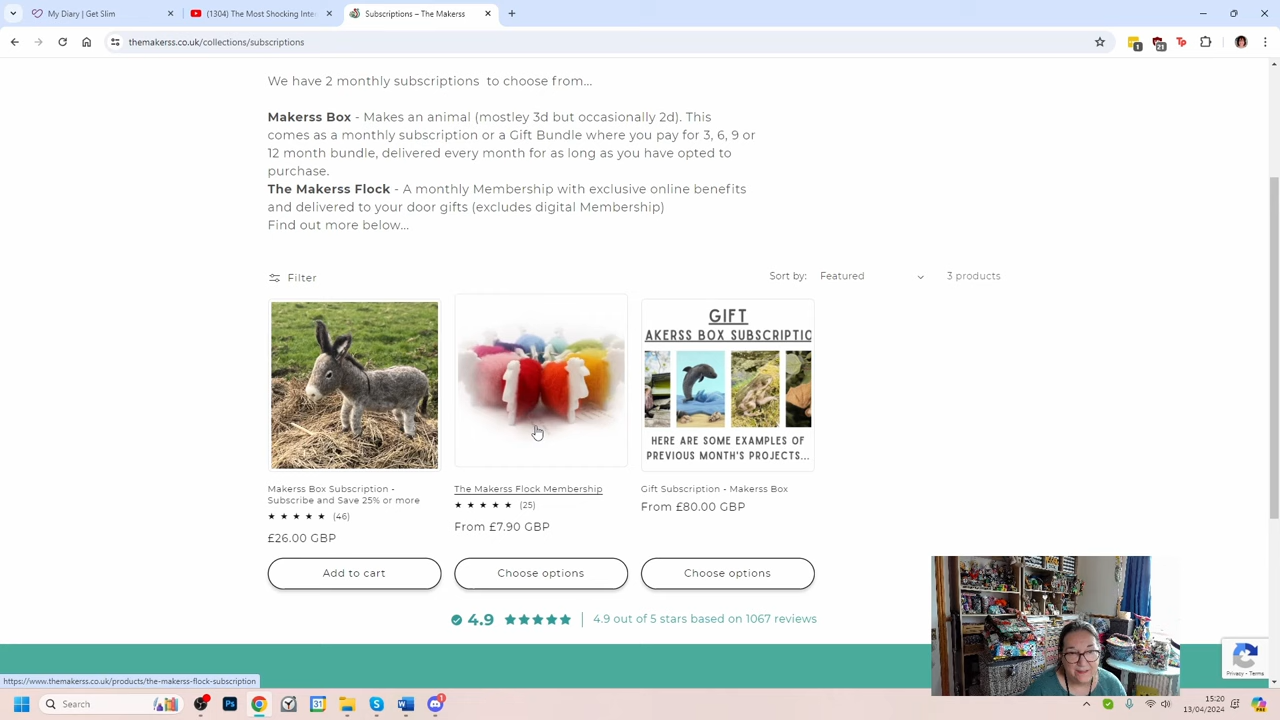 My Diary | Get Slim
(1304) The Most Shocking Inte
Subscriptions – The Makerss
themakerss.co.uk/collections/subscriptions
1
21
We have 2 monthly subscriptions to choose from...
Makerss Box - Makes an animal (mostley 3d but occasionally 2d). This
comes as a monthly subscription or a Gift Bundle where you pay for 3, 6, 9 or
12 month bundle, delivered every month for as long as you have opted to
purchase.
The Makerss Flock - A monthly Membership with exclusive online benefits
and delivered to your door gifts (excludes digital Membership)
Find out more below...
Filter
Sort by: Featured
3 products
GIFT
AKERSS BOX SUBSCRIPTIO
HERE ARE SOME EXAMPLES OF
PREVIOUS MONTH'S PROJECTS...
Makerss Box Subscription -
Subscribe and Save 25% or more
★ ★ ★ ★ ★ (46)
£26.00 GBP
Add to cart
The Makerss Flock Membership
★ ★ ★ ★ ★ (25)
From £7.90 GBP
Choose options
Gift Subscription - Makerss Box
From £80.00 GBP
Choose options
4.9 ★★★★★ | 4.9 out of 5 stars based on 1067 reviews
Privacy - Terms
https://www.themakerss.co.uk/products/the-makerss-flock-subscription
Search
15:20
13/04/2024